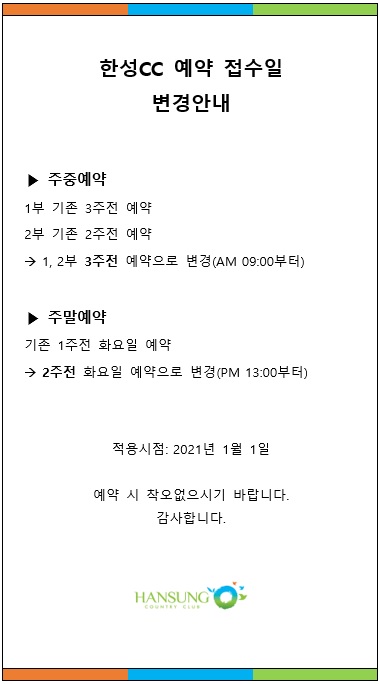 한성CC 예약 접수일
변경안내
▶ 주중예약
1부 기존 3주전 예약
2부 기존 2주전 예약
→ 1, 2부 3주전 예약으로 변경(AM 09:00부터)
▶ 주말예약
기존 1주전 화요일 예약
→ 2주전 화요일 예약으로 변경(PM 13:00부터)
적용시점: 2021년 1월 1일
예약 시 착오없으시기 바랍니다.
감사합니다.
HANSUNG
COUNTRY CLUB